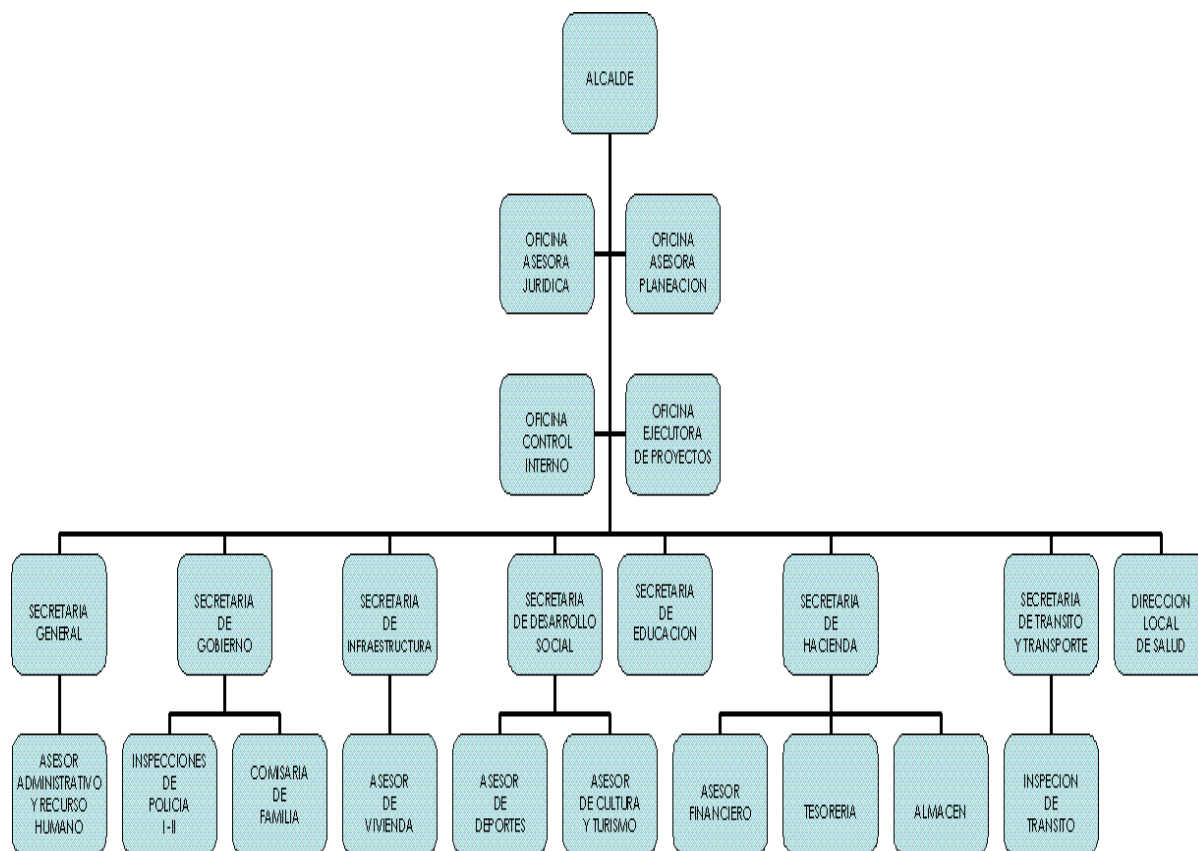 ALCALDE
OFICINA
ASESORA
JURIDICA
OFICINA
ASESORA
PLANEACION
OFICINA
CONTROL
INTERNO
OFICINA
EJECUTORA
DE PROYECTOS
SECRETARIA
GENERAL
SECRETARIA
DE
GOBIERNO
SECRETARIA
DE
INFRAESTRUCTURA
SECRETARIA
DE DESARROLLO
SOCIAL
SECRETARIA
DE
EDUCACION
SECRETARIA
DE
HACIENDA
SECRETARIA
DE TRANSITO
Y TRANSPORTE
DIRECCION
LOCAL
DE SALUD
ASESOR
ADMINISTRATIVO
Y RECURSO
HUMANO
INSPECCIONES
DE
POLICIA
I-II
COMISARIA
DE
FAMILIA
ASESOR
DE
VIVIENDA
ASESOR
DE
DEPORTES
ASESOR
DE CULTURA
Y TURISMO
ASESOR
FINANCIERO
TESORERIA
ALMACEN
INSPECION
DE
TRANSITO